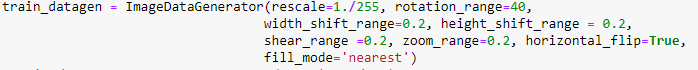 train_datagen = ImageDataGenerator(rescale=1./255, rotation_range=40,
width_shift_range=0.2, height_shift_range = 0.2,
shear_range =0.2, zoom_range=0.2, horizontal_flip=True,
fill_mode='nearest')